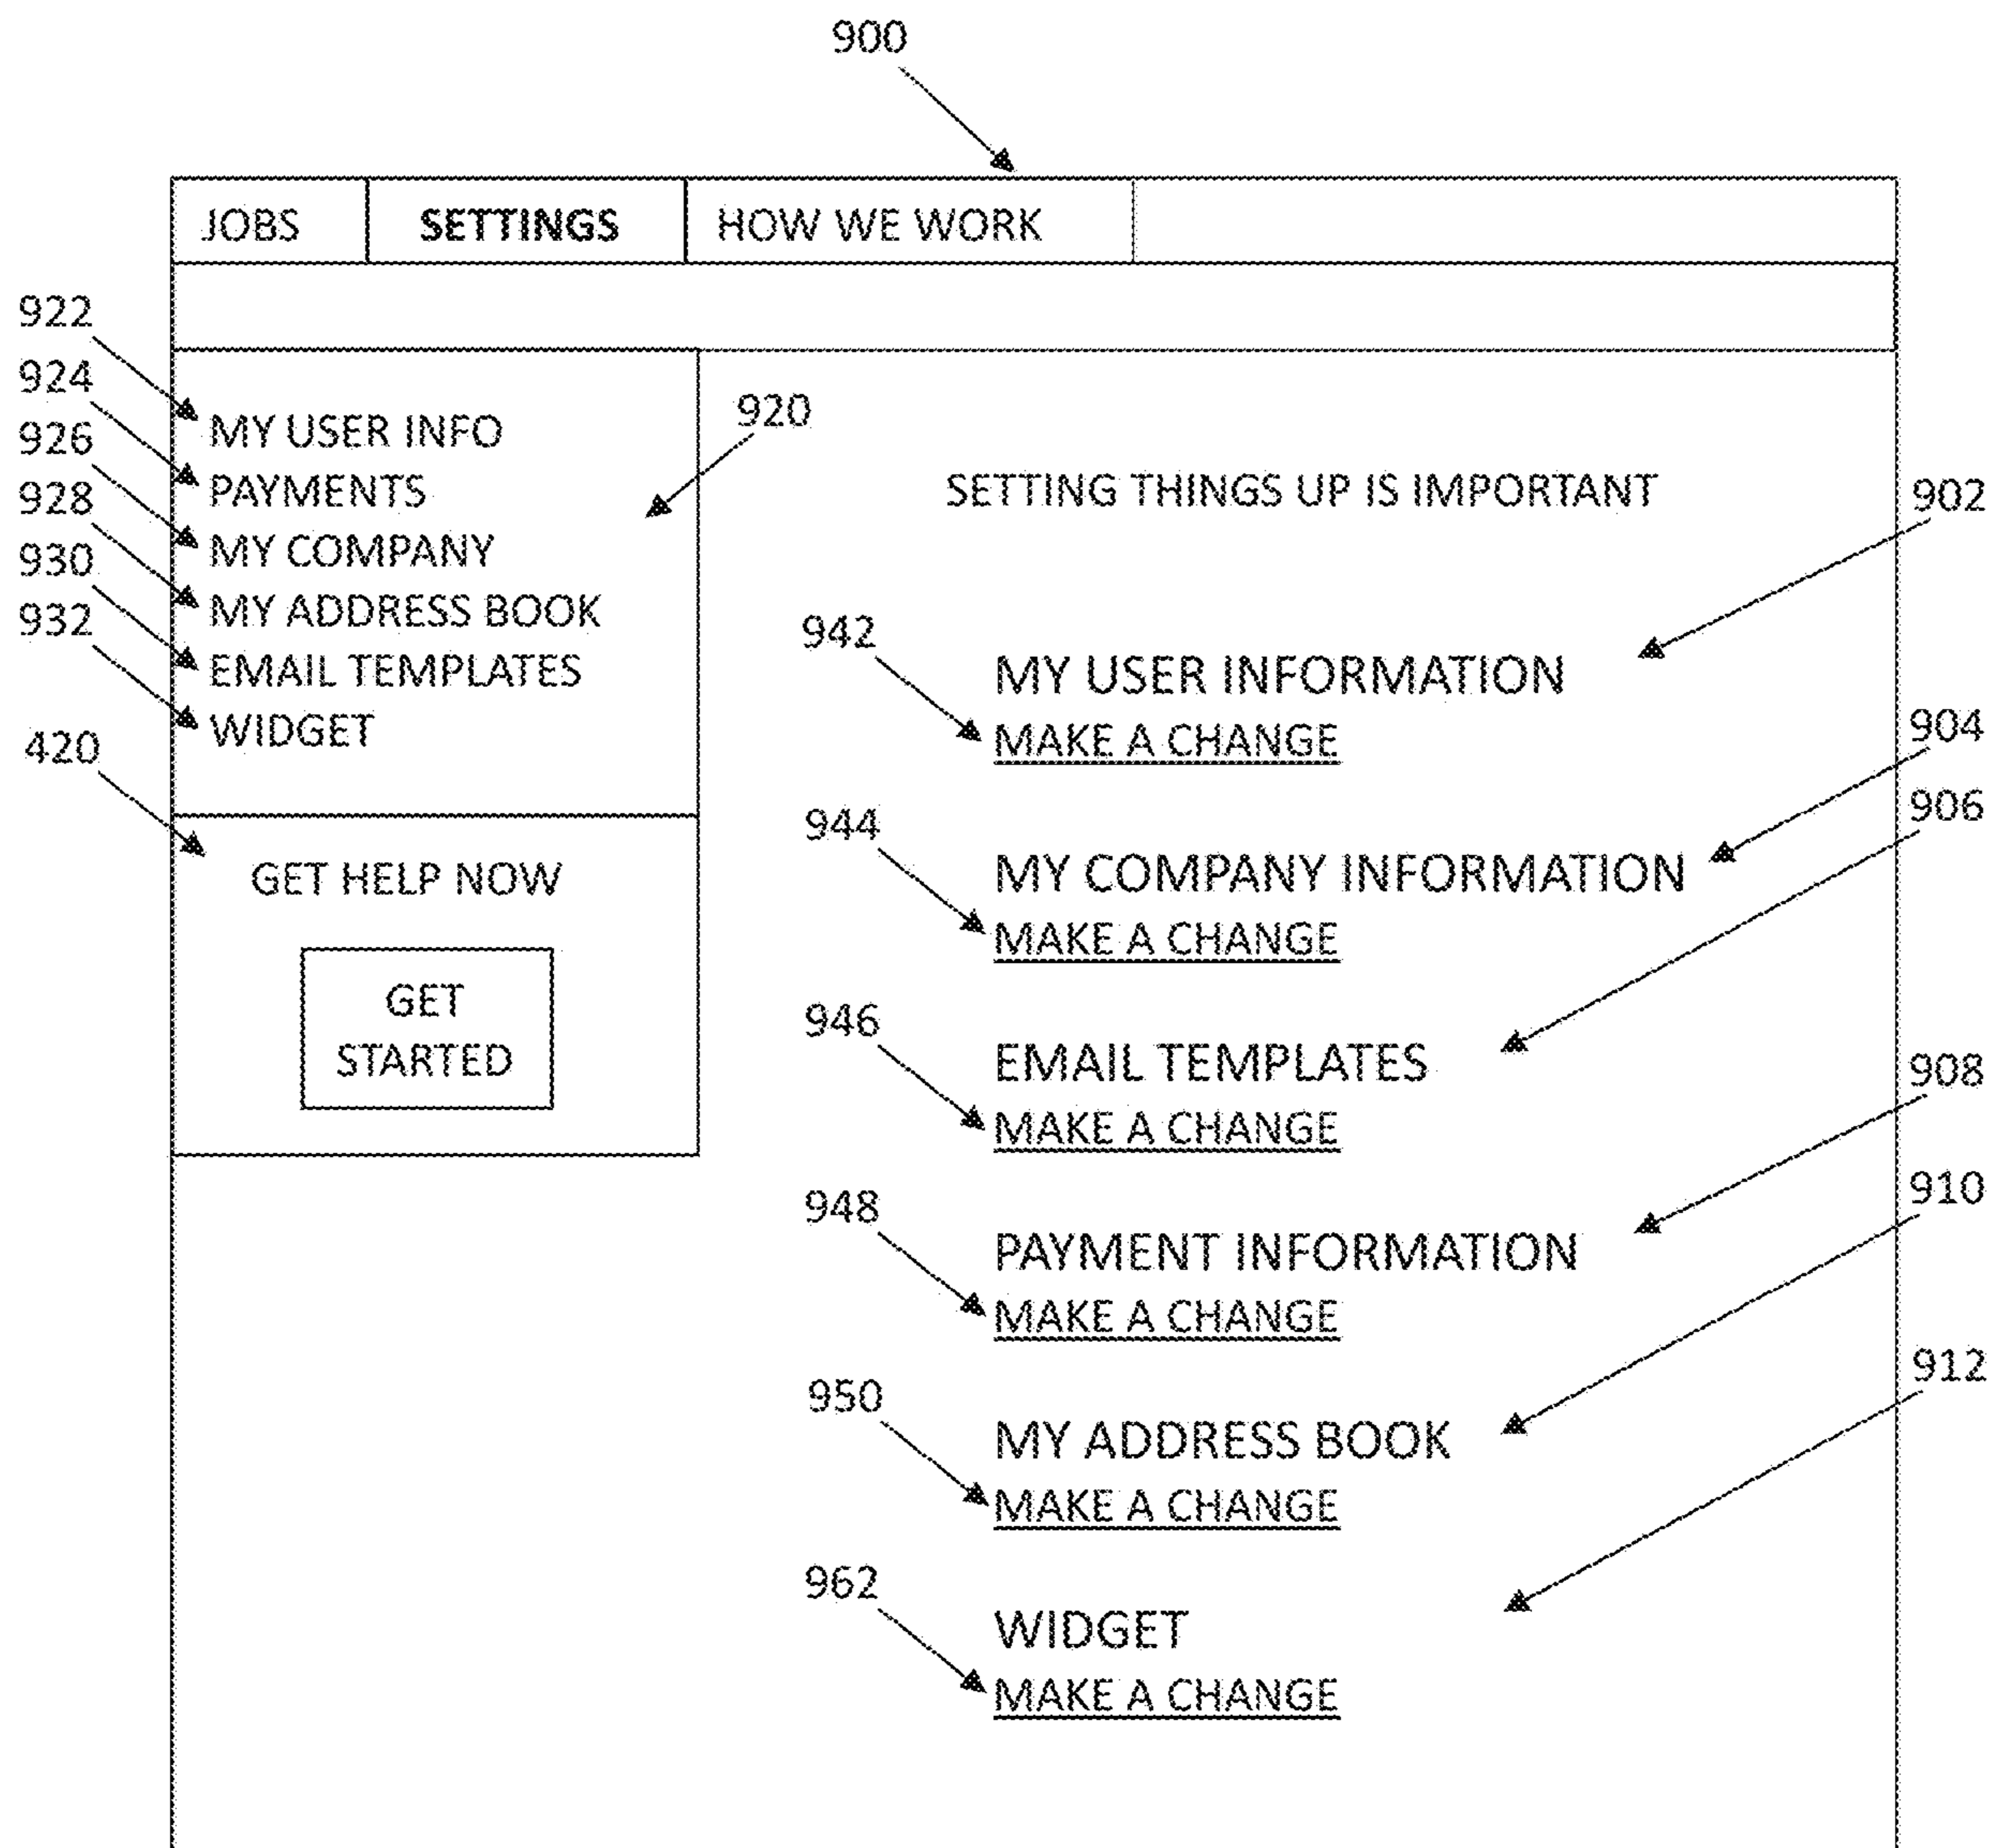 900
JOBS SETTINGS HOW WE WORK
922
924
926
928
930
932
420
MY USER INFO
PAYMENTS
MY COMPANY
MY ADDRESS BOOK
EMAIL TEMPLATES
WIDGET
920
GET HELP NOW
GET
STARTED
SETTING THINGS UP IS IMPORTANT
902
942
MY USER INFORMATION
MAKE A CHANGE
904
944
MY COMPANY INFORMATION
MAKE A CHANGE
906
946
EMAIL TEMPLATES
MAKE A CHANGE
908
948
PAYMENT INFORMATION
MAKE A CHANGE
910
950
MY ADDRESS BOOK
MAKE A CHANGE
912
962
WIDGET
MAKE A CHANGE